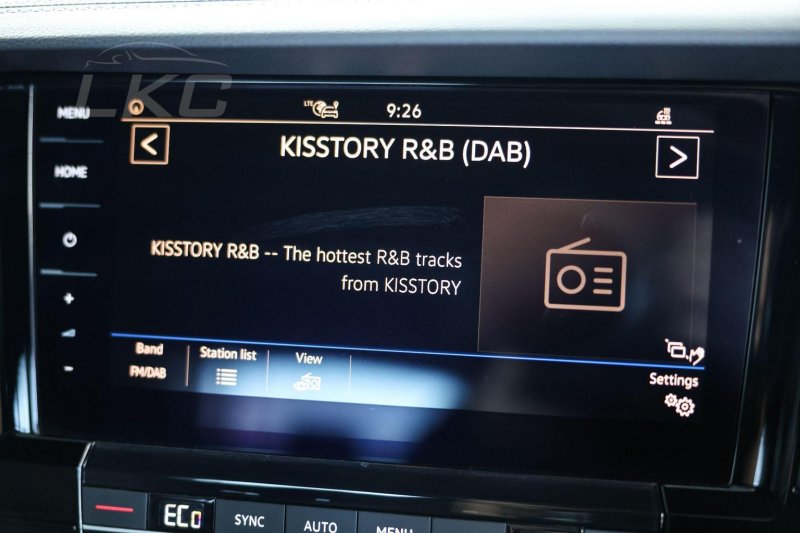 LKC
MENU
LTE
9:26
KISSTORY R&B (DAB)
HOME
KISSTORY R&B -- The hottest R&B tracks
from KISSTORY
Band
FM/DAB
Station list
View
Settings
ECo
SYNC
AUTO
MENU